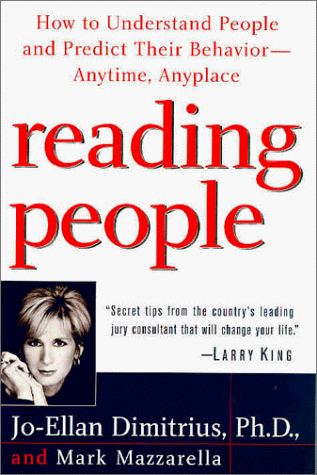 How to Understand People
and Predict Their Behavior—
Anytime, Anyplace
reading
people
"Secret tips from the country's leading
jury consultant that will change your life."
—LARRY KING
Jo-Ellan Dimitrius, Ph.D.,
and Mark Mazzarella